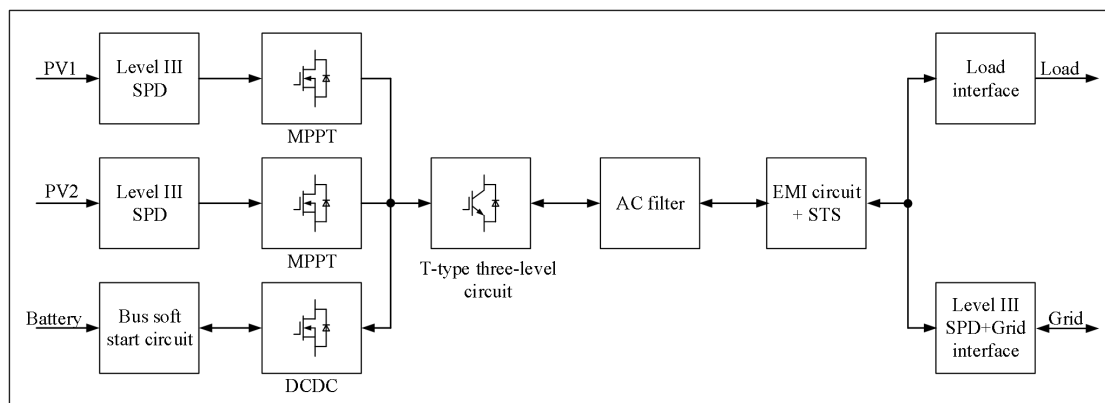 PV1
Level III
SPD
MPPT
PV2
Level III
SPD
MPPT
Battery
Bus soft
start circuit
DCDC
T-type three-level
circuit
AC filter
EMI circuit
+ STS
Load
interface
Load
Level III
SPD+Grid
interface
Grid